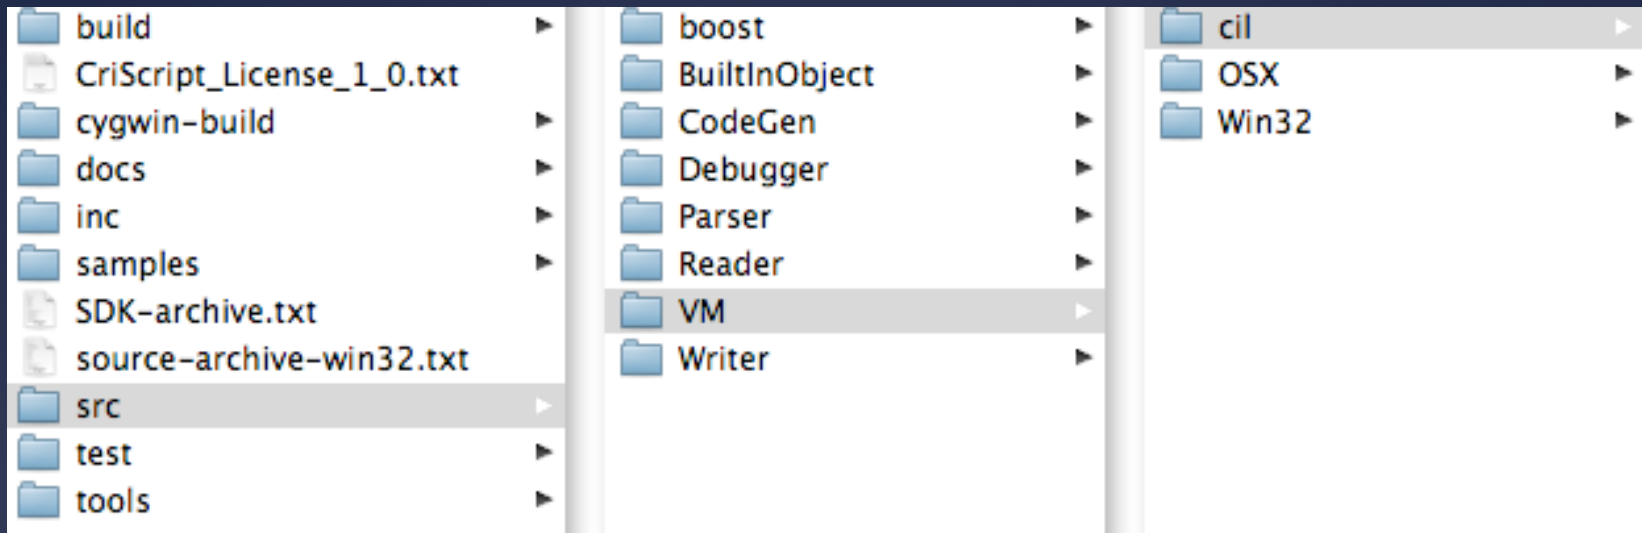 build
CriScript_License_1_0.txt
cygwin-build
docs
inc
samples
SDK-archive.txt
source-archive-win32.txt
src
test
tools
boost
BuiltInObject
CodeGen
Debugger
Parser
Reader
VM
Writer
cil
OSX
Win32